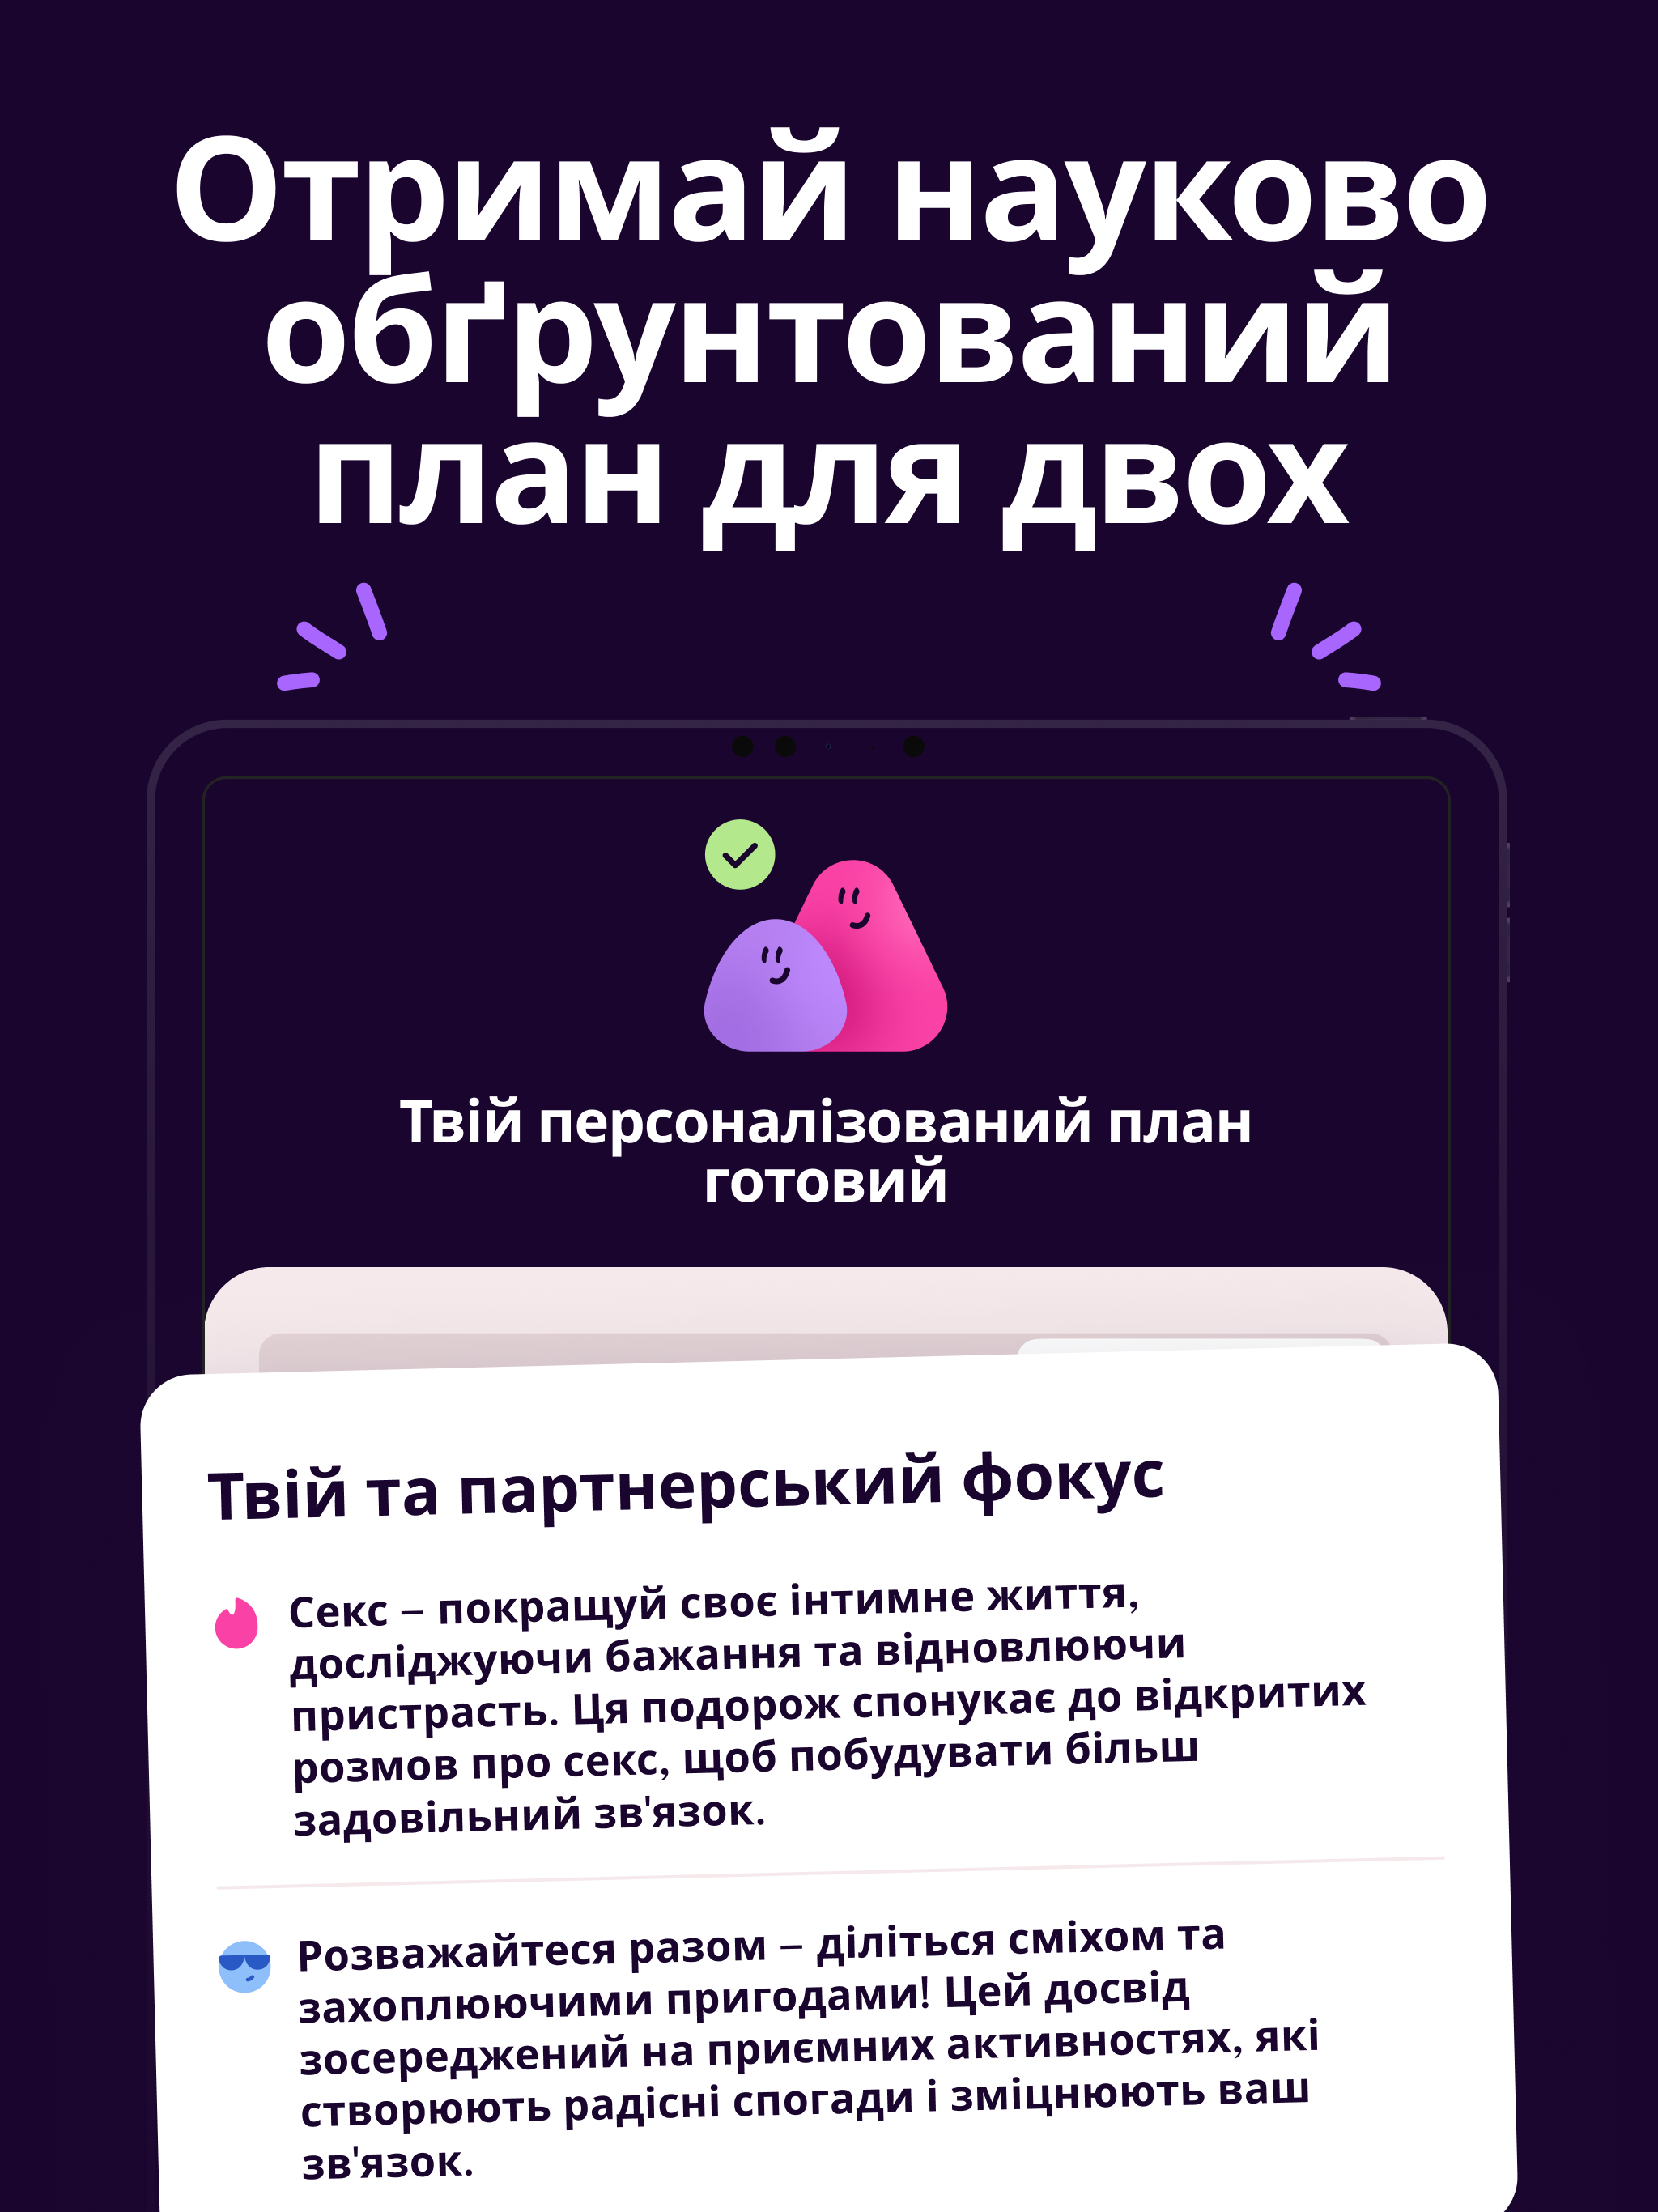 Отримай науково
обґрунтований
план для двох
Твій персоналізований план
готовий
Твій та партнерський фокус
Секс – покращуй своє інтимне життя,
досліджуючи бажання та відновлюючи
пристрасть. Ця подорож спонукає до відкритих
розмов про секс, щоб побудувати більш
задовільний зв'язок.
Розважайтеся разом – діліться сміхом та
захоплюючими пригодами! Цей досвід
зосереджений на приємних активностях, які
створюють радісні спогади і зміцнюють ваш
зв'язок.